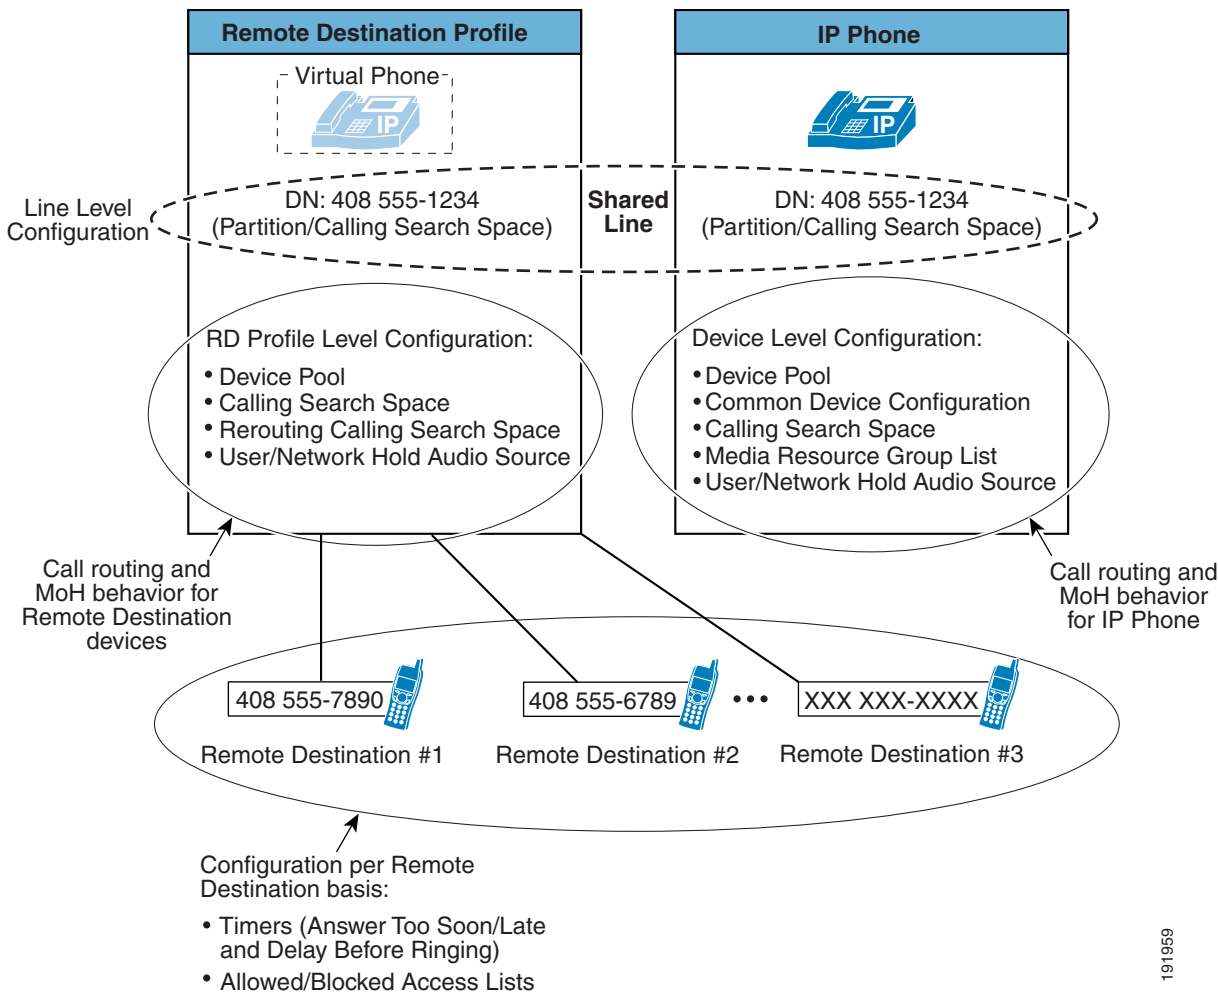 Remote Destination Profile
IP Phone
Virtual Phone
IP
IP
Line Level
Configuration
DN: 408 555-1234
(Partition/Calling Search Space)
Shared
Line
DN: 408 555-1234
(Partition/Calling Search Space)
RD Profile Level Configuration:
• Device Pool
• Calling Search Space
• Rerouting Calling Search Space
• User/Network Hold Audio Source
Device Level Configuration:
• Device Pool
• Common Device Configuration
• Calling Search Space
• Media Resource Group List
• User/Network Hold Audio Source
Call routing and
MoH behavior for
Remote Destination
devices
Call routing and
MoH behavior
for IP Phone
408 555-7890
408 555-6789
•••
XXX XXX-XXXX
Remote Destination #1
Remote Destination #2
Remote Destination #3
Configuration per Remote
Destination basis:
• Timers (Answer Too Soon/Late
and Delay Before Ringing)
• Allowed/Blocked Access Lists
191959